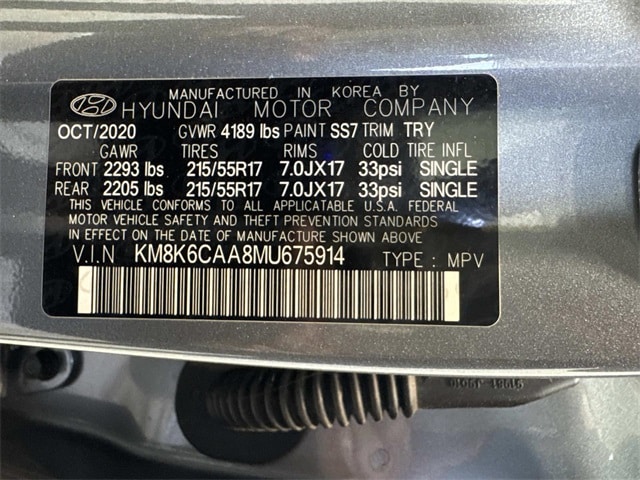 MANUFACTURED IN KOREA BY
HYUNDAI MOTOR COMPANY
OCT/2020 GVWR 4189 lbs PAINT SS7 TRIM TRY
GAWR TIRES RIMS COLD TIRE INFL
FRONT 2293 lbs 215/55R17 7.0JX17 33psi SINGLE
REAR 2205 lbs 215/55R17 7.0JX17 33psi SINGLE
THIS VEHICLE CONFORMS TO ALL APPLICATABLE U.S.A. FEDERAL
MOTOR VEHICLE SAFETY AND THEFT PREVENTION STANDARDS
IN EFFECT ON THE DATE OF MANUFACTURE SHOWN ABOVE
V.I.N KM8K6CAA8MU675914 TYPE : MPV